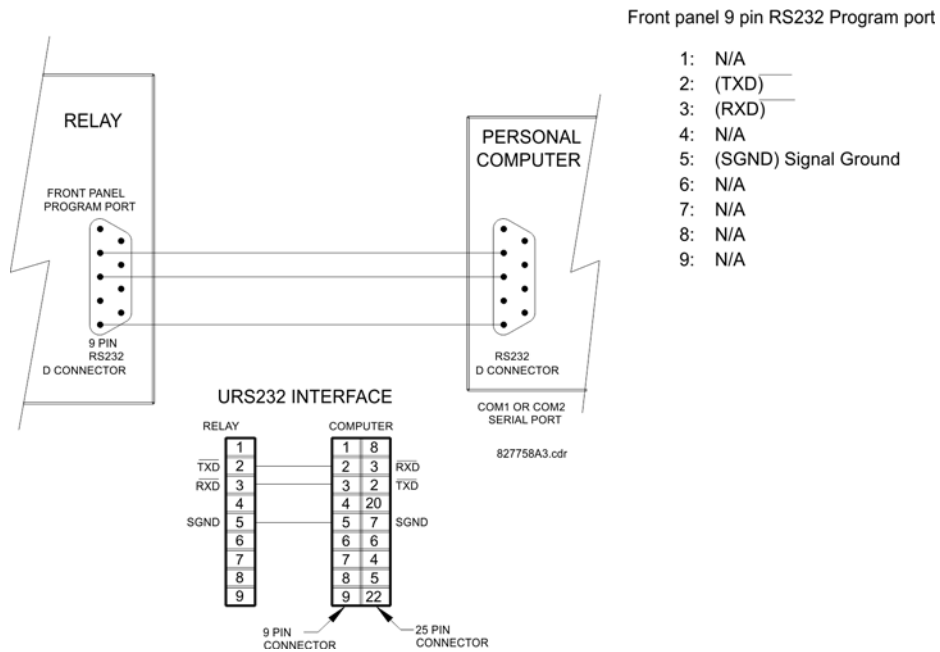 Front panel 9 pin RS232 Program port
1: N/A
2: (TXD)
3: (RXD)
4: N/A
5: (SGND) Signal Ground
6: N/A
7: N/A
8: N/A
9: N/A
RELAY
FRONT PANEL
PROGRAM PORT
9 PIN
RS232
D CONNECTOR
PERSONAL
COMPUTER
RS232
D CONNECTOR
COM1 OR COM2
SERIAL PORT
827758A3.cdr
URS232 INTERFACE
RELAY COMPUTER
1 1 8
TXD 2 2 3 RXD
RXD 3 3 2 TXD
4 4 20
SGND 5 5 7 SGND
6 6 6
7 7 4
8 8 5
9 9 22
9 PIN
CONNECTOR
25 PIN
CONNECTOR